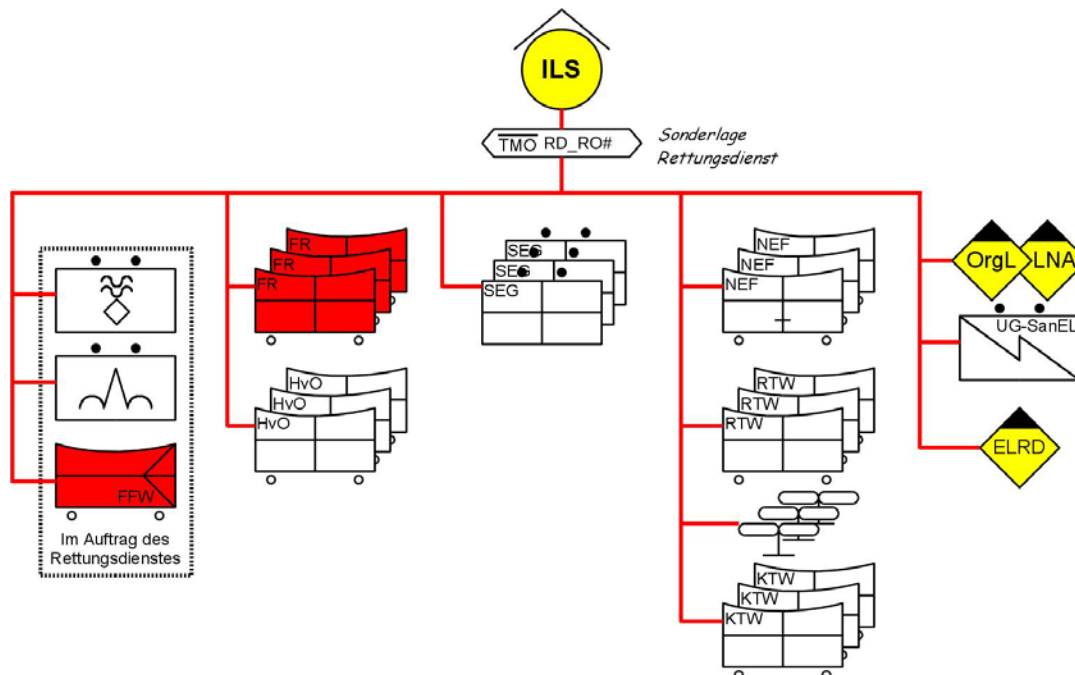 ILS
TMO RD_RO#
Sonderlage
Rettungsdienst
FR
FR
FR
HvO
HvO
HvO
SEG
SEG
SEG
NEF
NEF
NEF
RTW
RTW
RTW
KTW
KTW
KTW
OrgL
LNA
UG-SanEL
ELRD
FFW
Im Auftrag des
Rettungsdienstes